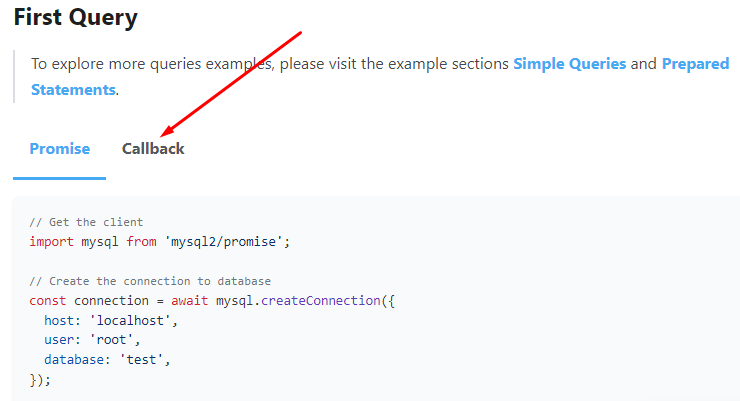 First Query
To explore more queries examples, please visit the example sections Simple Queries and Prepared
Statements.
Promise Callback
// Get the client
import mysql from 'mysql2/promise';
// Create the connection to database
const connection = await mysql.createConnection({
  host: 'localhost',
  user: 'root',
  database: 'test',
});